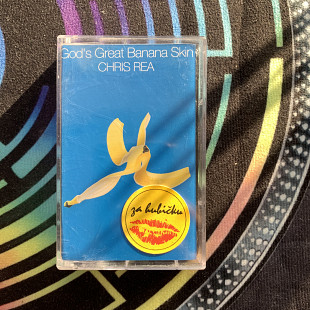 God's Great Banana Skin
CHRIS REA
za hubičku